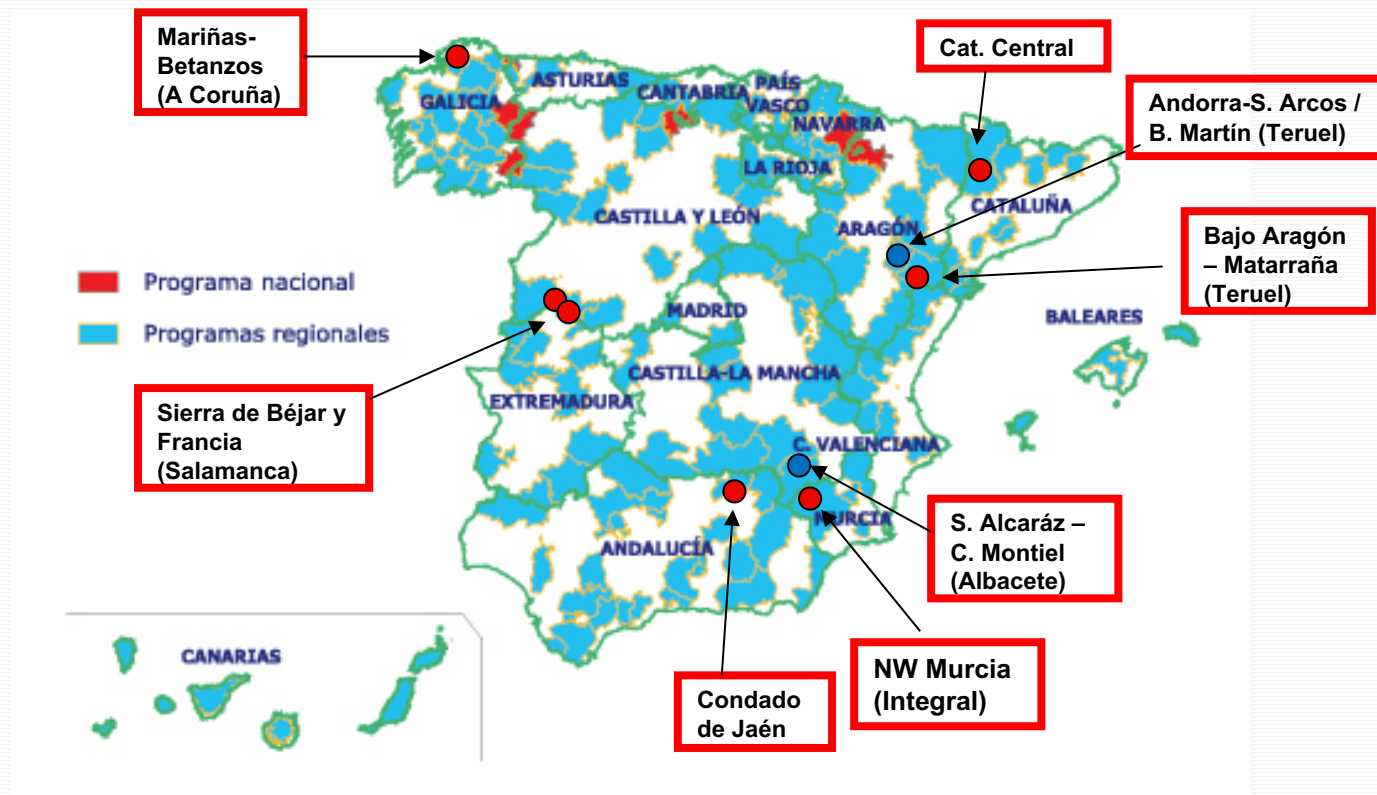 Mariñas-
Betanzos
(A Coruña)
Cat. Central
Andorra-S. Arcos /
B. Martín (Teruel)
Bajo Aragón
– Matarraña
(Teruel)
ASTURIAS
CANTABRIA
PAÍS
VASCO
GALICIA
NAVARRA
LA RIOJA
CATALUÑA
CASTILLA Y LEÓN
ARAGÓN
Programa nacional
Programas regionales
MADRID
BALEARES
CASTILLA-LA MANCHA
EXTREMADURA
C. VALENCIANA
Sierra de Béjar y
Francia
(Salamanca)
MURCIA
ANDALUCÍA
S. Alcaráz –
C. Montiel
(Albacete)
CANARIAS
NW Murcia
(Integral)
Condado
de Jaén